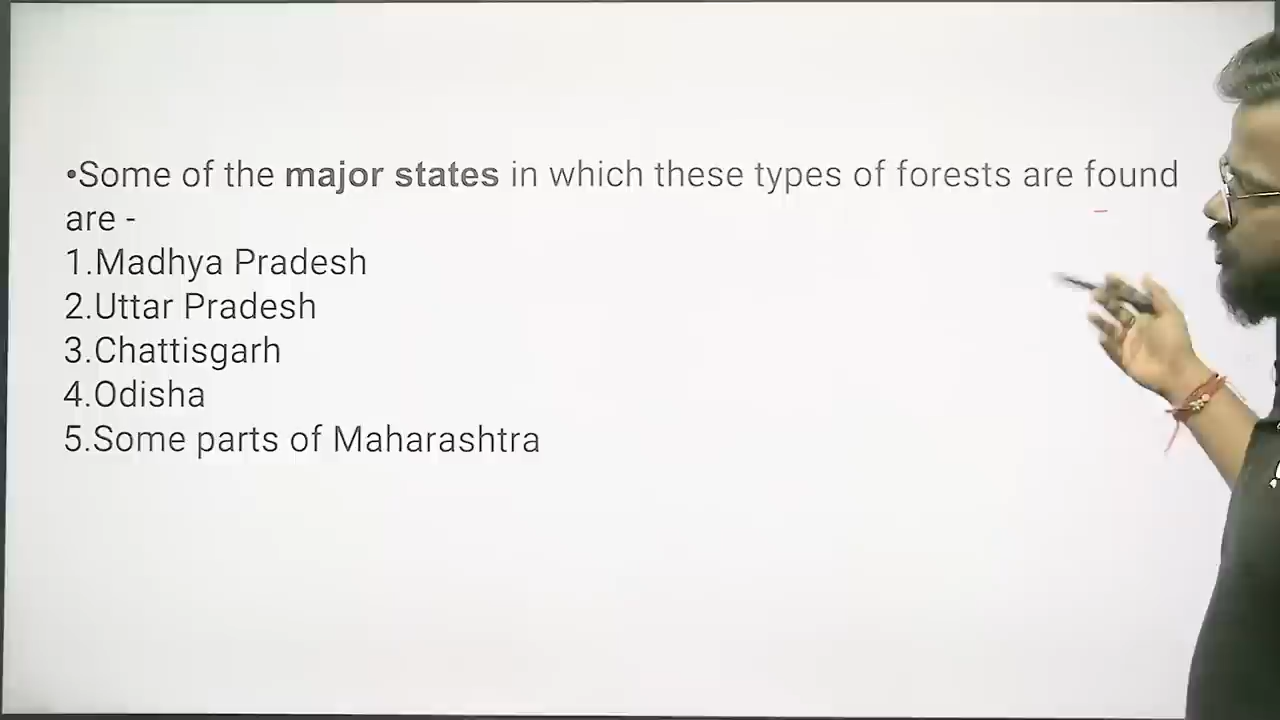 •Some of the major states in which these types of forests are found
are -
1.Madhya Pradesh
2.Uttar Pradesh
3.Chattisgarh
4.Odisha
5.Some parts of Maharashtra